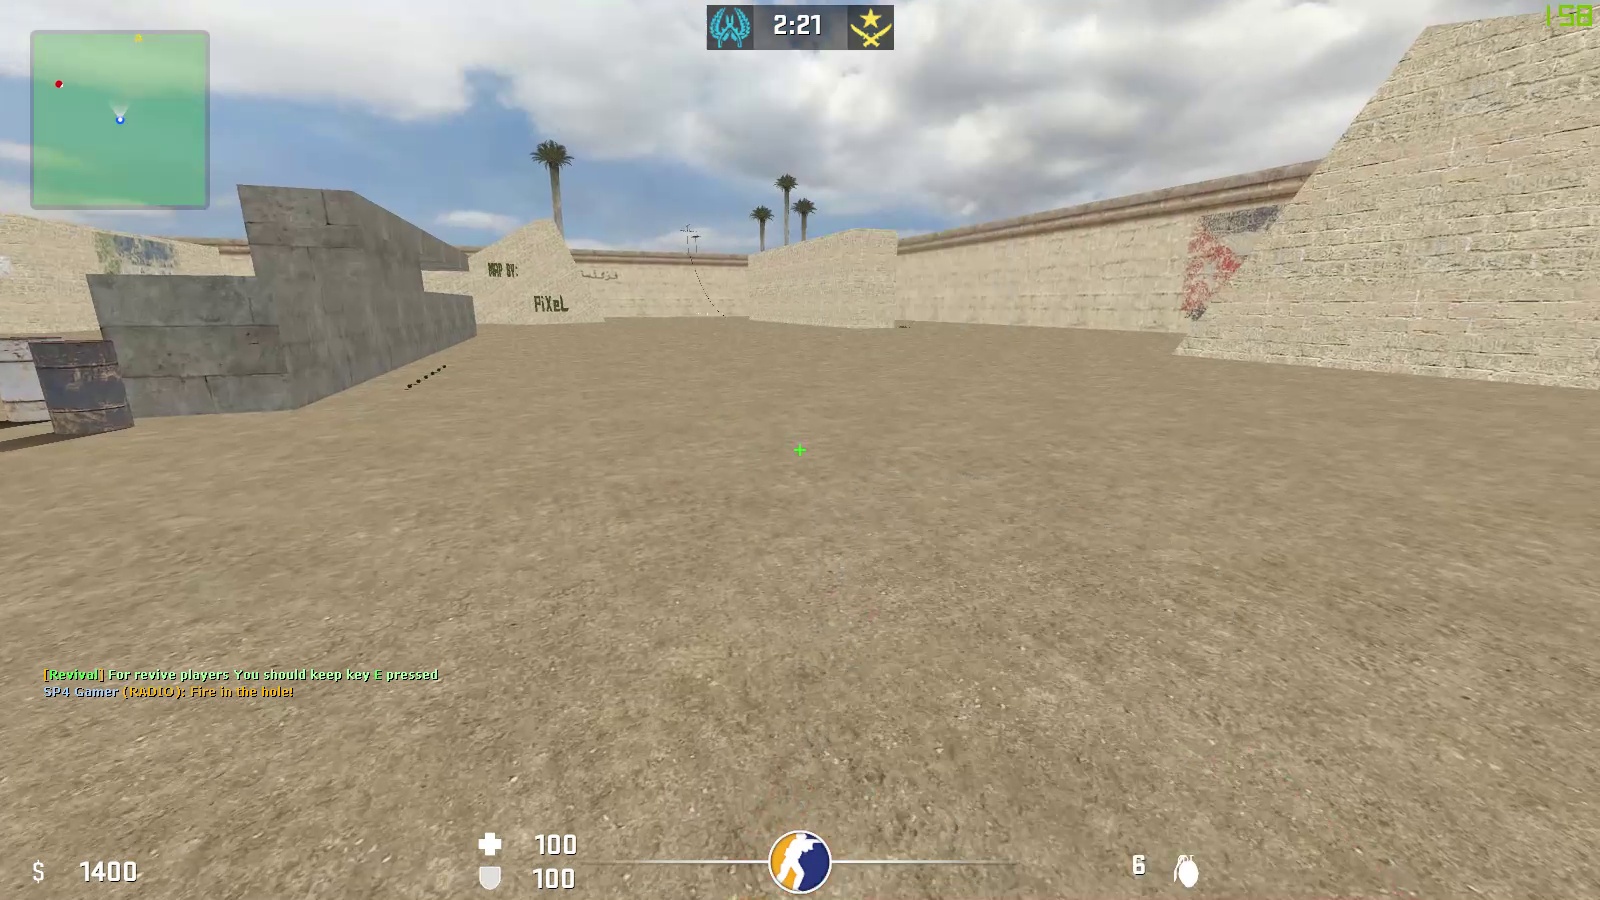 2:21
158
MAP BY:
PiXeL
[Revival] For revive players You should keep key E pressed
SP4 Gamer (RADIO): Fire in the hole!
$ 1400
100
100
6